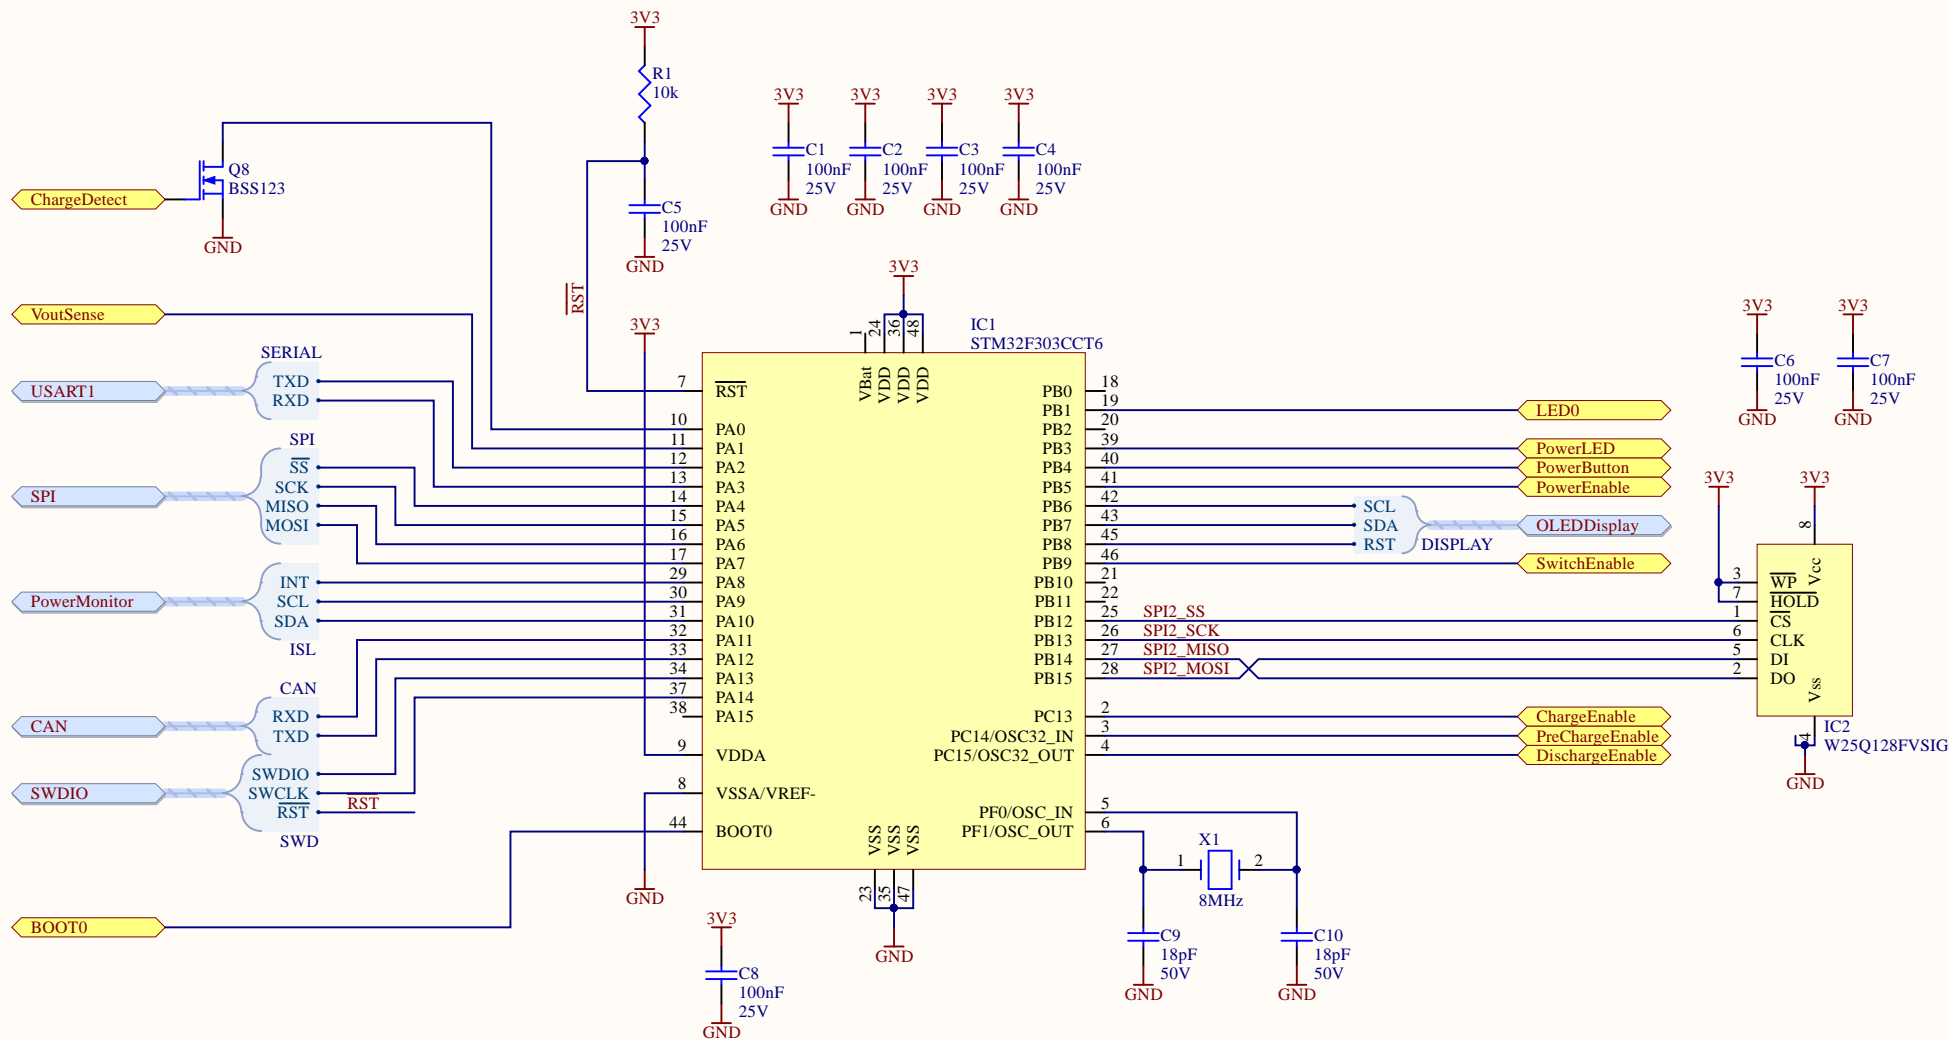 3V3
R1
10k
3V3
3V3
3V3
3V3
C1
100nF
25V
C2
100nF
25V
C3
100nF
25V
C4
100nF
25V
GND
GND
GND
GND
Q8
BSS123
ChargeDetect
GND
C5
100nF
25V
GND
RST
VoutSense
3V3
3V3
1
24
36
48
IC1
STM32F303CCT6
VBat
VDD
VDD
VDD
SERIAL
USART1
TXD
RXD
SPI
SPI
SS
SCK
MISO
MOSI
PowerMonitor
INT
SCL
SDA
ISL
CAN
CAN
RXD
TXD
SWDIO
SWDIO
SWCLK
RST
RST
SWD
BOOT0
7 RST
10 PA0
11 PA1
12 PA2
13 PA3
14 PA4
15 PA5
16 PA6
17 PA7
29 PA8
30 PA9
31 PA10
32 PA11
33 PA12
34 PA13
37 PA14
38 PA15
9 VDDA
8 VSSA/VREF-
44 BOOT0
GND
VSS
VSS
VSS
23
35
47
GND
3V3
C8
100nF
25V
GND
PB0 18
PB1 19
PB2 20
PB3 39
PB4 40
PB5 41
PB6 42
PB7 43
PB8 45
PB9 46
PB10 21
PB11 22
PB12 25 SPI2_SS
PB13 26 SPI2_SCK
PB14 27 SPI2_MISO
PB15 28 SPI2_MOSI
PC13 2
PC14/OSC32_IN 3
PC15/OSC32_OUT 4
PF0/OSC_IN 5
PF1/OSC_OUT 6
LED0
PowerLED
PowerButton
PowerEnable
SCL
SDA
RST
DISPLAY
OLEDDisplay
SwitchEnable
ChargeEnable
PreChargeEnable
DischargeEnable
X1
1
2
8MHz
C9
18pF
50V
GND
C10
18pF
50V
GND
3V3
3V3
C6
100nF
25V
C7
100nF
25V
GND
GND
3V3
3V3
8
Vcc
3 WP
7 HOLD
1 CS
6 CLK
5 DI
2 DO
Vss
4
IC2
W25Q128FVSIG
GND